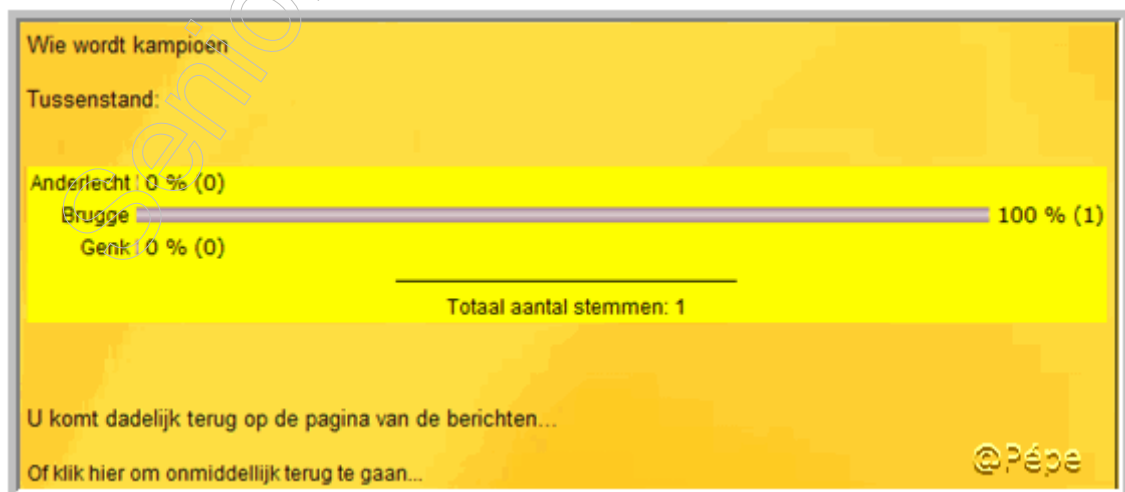 Wie wordt kampioen
Tussenstand:
Anderlecht 0 % (0)
Brugge 100 % (1)
Genk 0 % (0)
Totaal aantal stemmen: 1
U komt dadelijk terug op de pagina van de berichten...
Of klik hier om onmiddellijk terug te gaan...
@Pépe